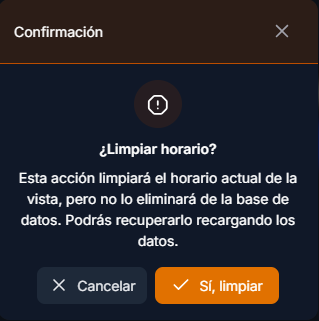 Confirmación
¿Limpiar horario?
Esta acción limpiará el horario actual de la
vista, pero no lo eliminará de la base de
datos. Podrás recuperarlo recargando los
datos.
Cancelar
Sí, limpiar